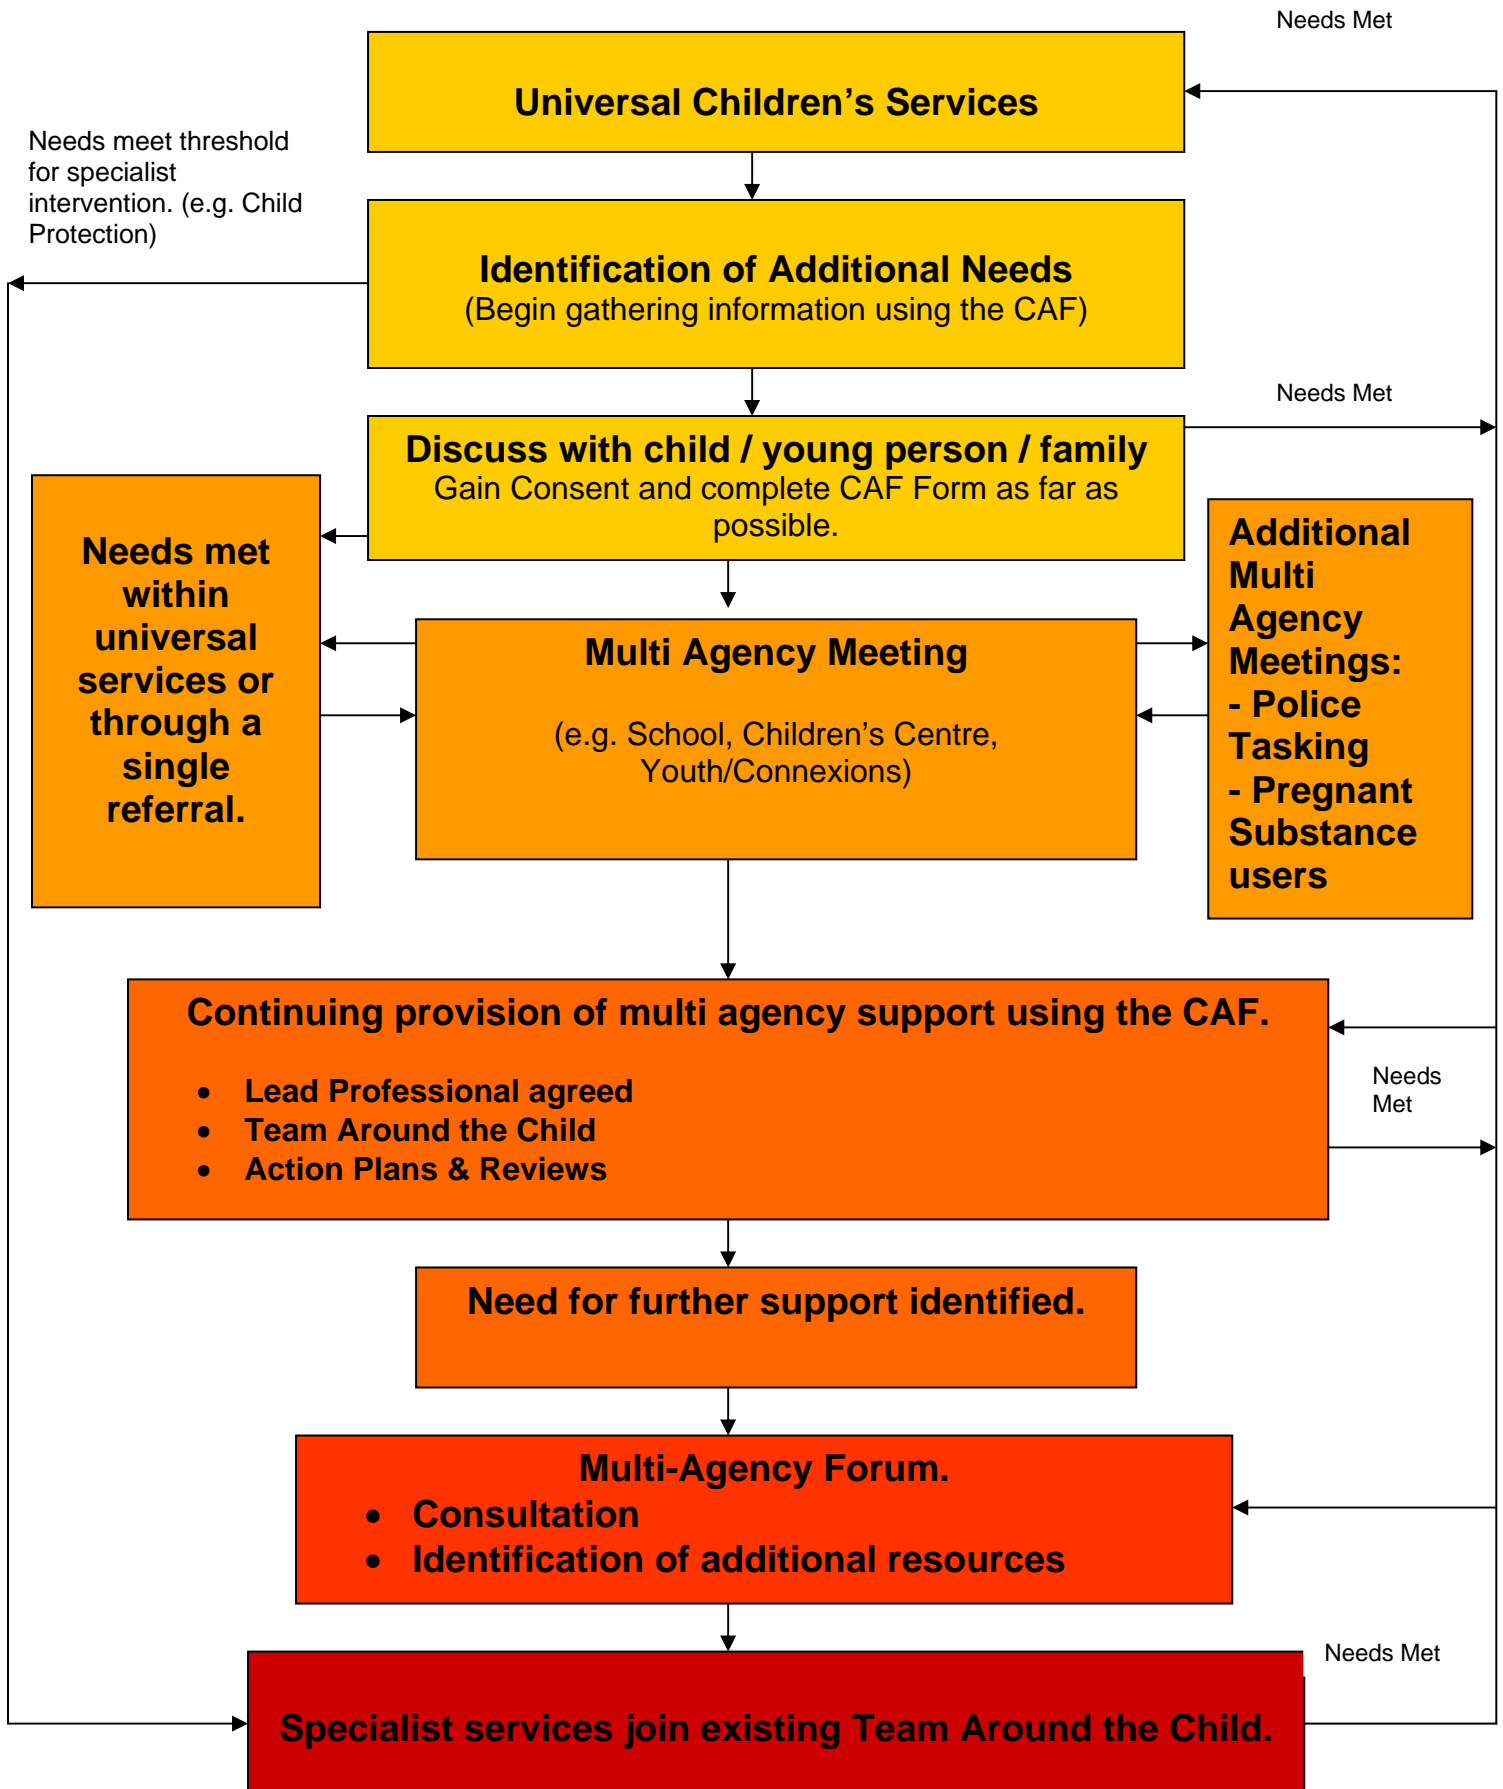 Needs Met
Universal Children's Services
Needs meet threshold
for specialist
intervention. (e.g. Child
Protection)
Identification of Additional Needs
(Begin gathering information using the CAF)
Needs Met
Discuss with child / young person / family
Gain Consent and complete CAF Form as far as
possible.
Needs met
within
universal
services or
through a
single
referral.
Multi Agency Meeting
(e.g. School, Children's Centre,
Youth/Connexions)
Additional
Multi
Agency
Meetings:
- Police
Tasking
- Pregnant
Substance
users
Continuing provision of multi agency support using the CAF.
• Lead Professional agreed
• Team Around the Child
• Action Plans & Reviews
Needs
Met
Need for further support identified.
Multi-Agency Forum.
• Consultation
• Identification of additional resources
Needs Met
Specialist services join existing Team Around the Child.